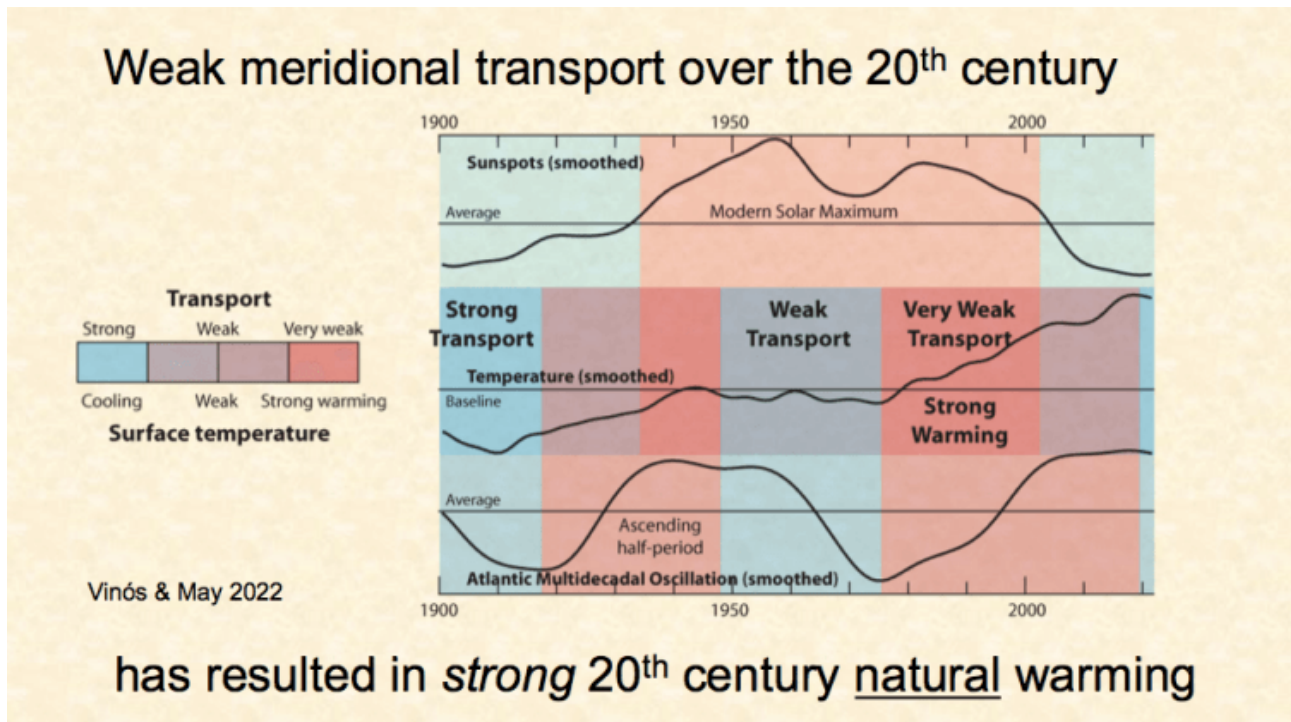 Weak meridional transport over the 20th century
1900 1950 2000
Sunspots (smoothed)
Average
Modern Solar Maximum
Transport
Strong Weak Very weak
Cooling Weak Strong warming
Surface temperature
Strong Transport
Weak Transport
Very Weak Transport
Temperature (smoothed)
Baseline
Strong Warming
Average
Ascending half-period
Atlantic Multidecadal Oscillation (smoothed)
1900 1950 2000
Vinós & May 2022
has resulted in strong 20th century natural warming